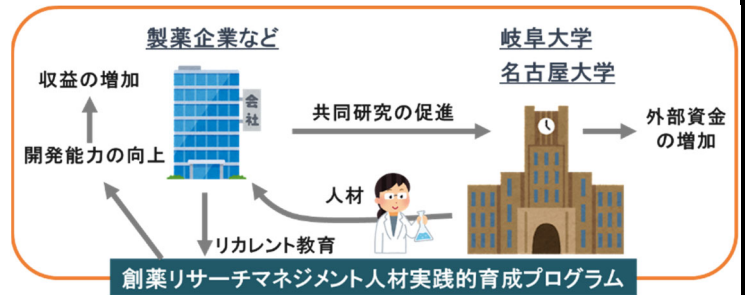 製薬企業など
岐阜大学
名古屋大学
収益の増加
会社
共同研究の促進
外部資金
の増加
開発能力の向上
人材
リカレント教育
創薬リサーチマネジメント人材実践的育成プログラム